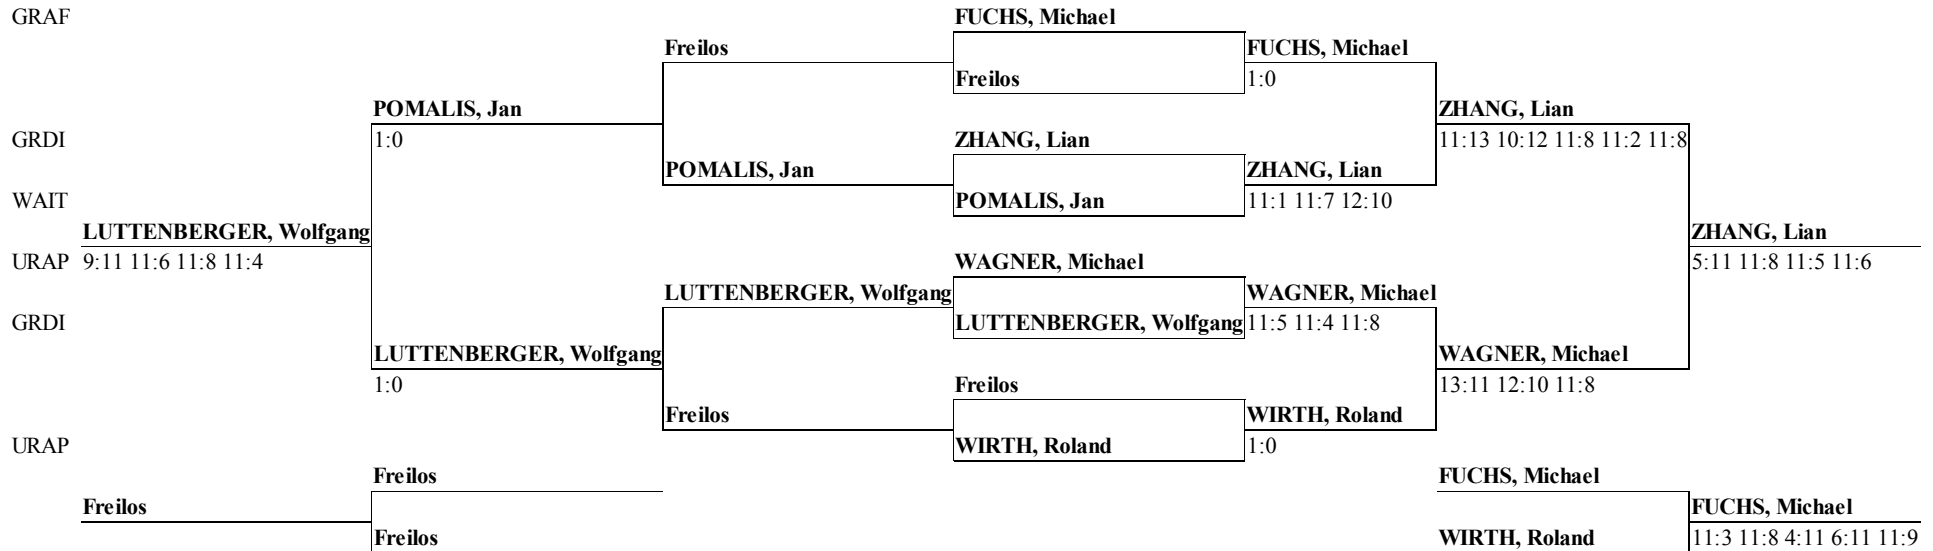 GRAF FUCHS, Michael
Freilos FUCHS, Michael
Freilos 1:0
POMALIS, Jan ZHANG, Lian
GRDI 1:0 ZHANG, Lian 11:13 10:12 11:8 11:2 11:8
POMALIS, Jan ZHANG, Lian
WAIT POMALIS, Jan 11:1 11:7 12:10
LUTTENBERGER, Wolfgang ZHANG, Lian
URAP 9:11 11:6 11:8 11:4 WAGNER, Michael 5:11 11:8 11:5 11:6
LUTTENBERGER, Wolfgang WAGNER, Michael
GRDI LUTTENBERGER, Wolfgang 11:5 11:4 11:8
LUTTENBERGER, Wolfgang WAGNER, Michael
1:0 Freilos 13:11 12:10 11:8
Freilos WIRTH, Roland
URAP WIRTH, Roland 1:0
Freilos FUCHS, Michael
Freilos FUCHS, Michael
Freilos WIRTH, Roland 11:3 11:8 4:11 6:11 11:9